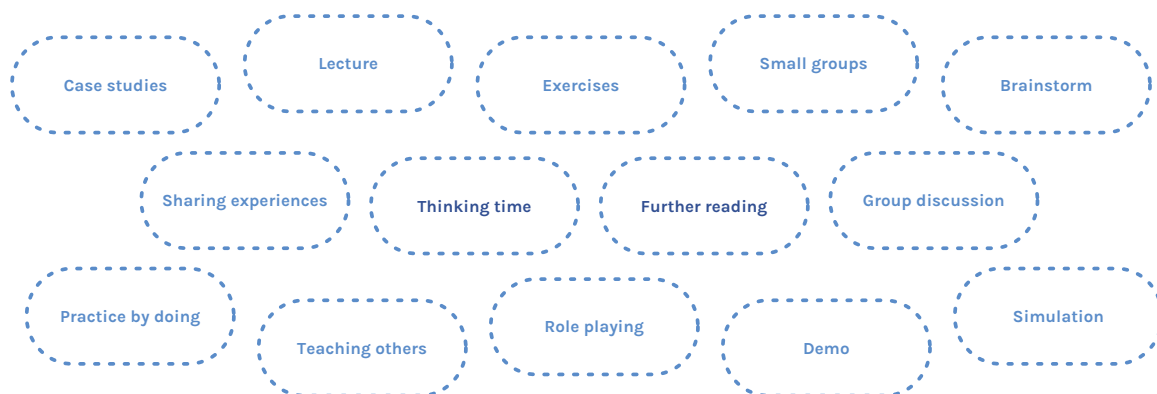 Case studies
Lecture
Exercises
Small groups
Brainstorm
Sharing experiences
Thinking time
Further reading
Group discussion
Practice by doing
Teaching others
Role playing
Demo
Simulation